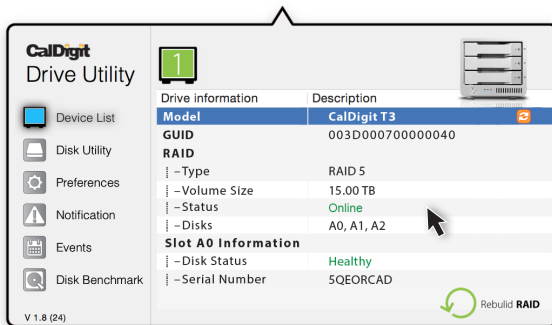 CalDigit
Drive Utility
1
Device List
Disk Utility
Preferences
Notification
Events
Disk Benchmark
V 1.8 (24)
Drive information Description
Model CalDigit T3
GUID 003D000700000040
RAID
–Type RAID 5
–Volume Size 15.00 TB
–Status Online
–Disks A0, A1, A2
Slot A0 Information
–Disk Status Healthy
–Serial Number 5QEORCAD
Rebulid RAID